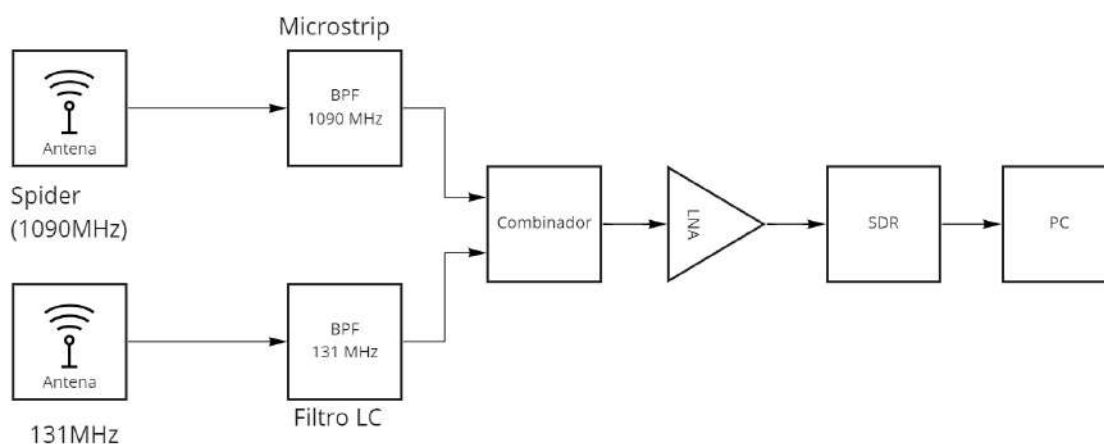 Microstrip
Antena
BPF
1090 MHz
Spider
(1090MHz)
Combinador
LNA
SDR
PC
Antena
BPF
131 MHz
131MHz
Filtro LC